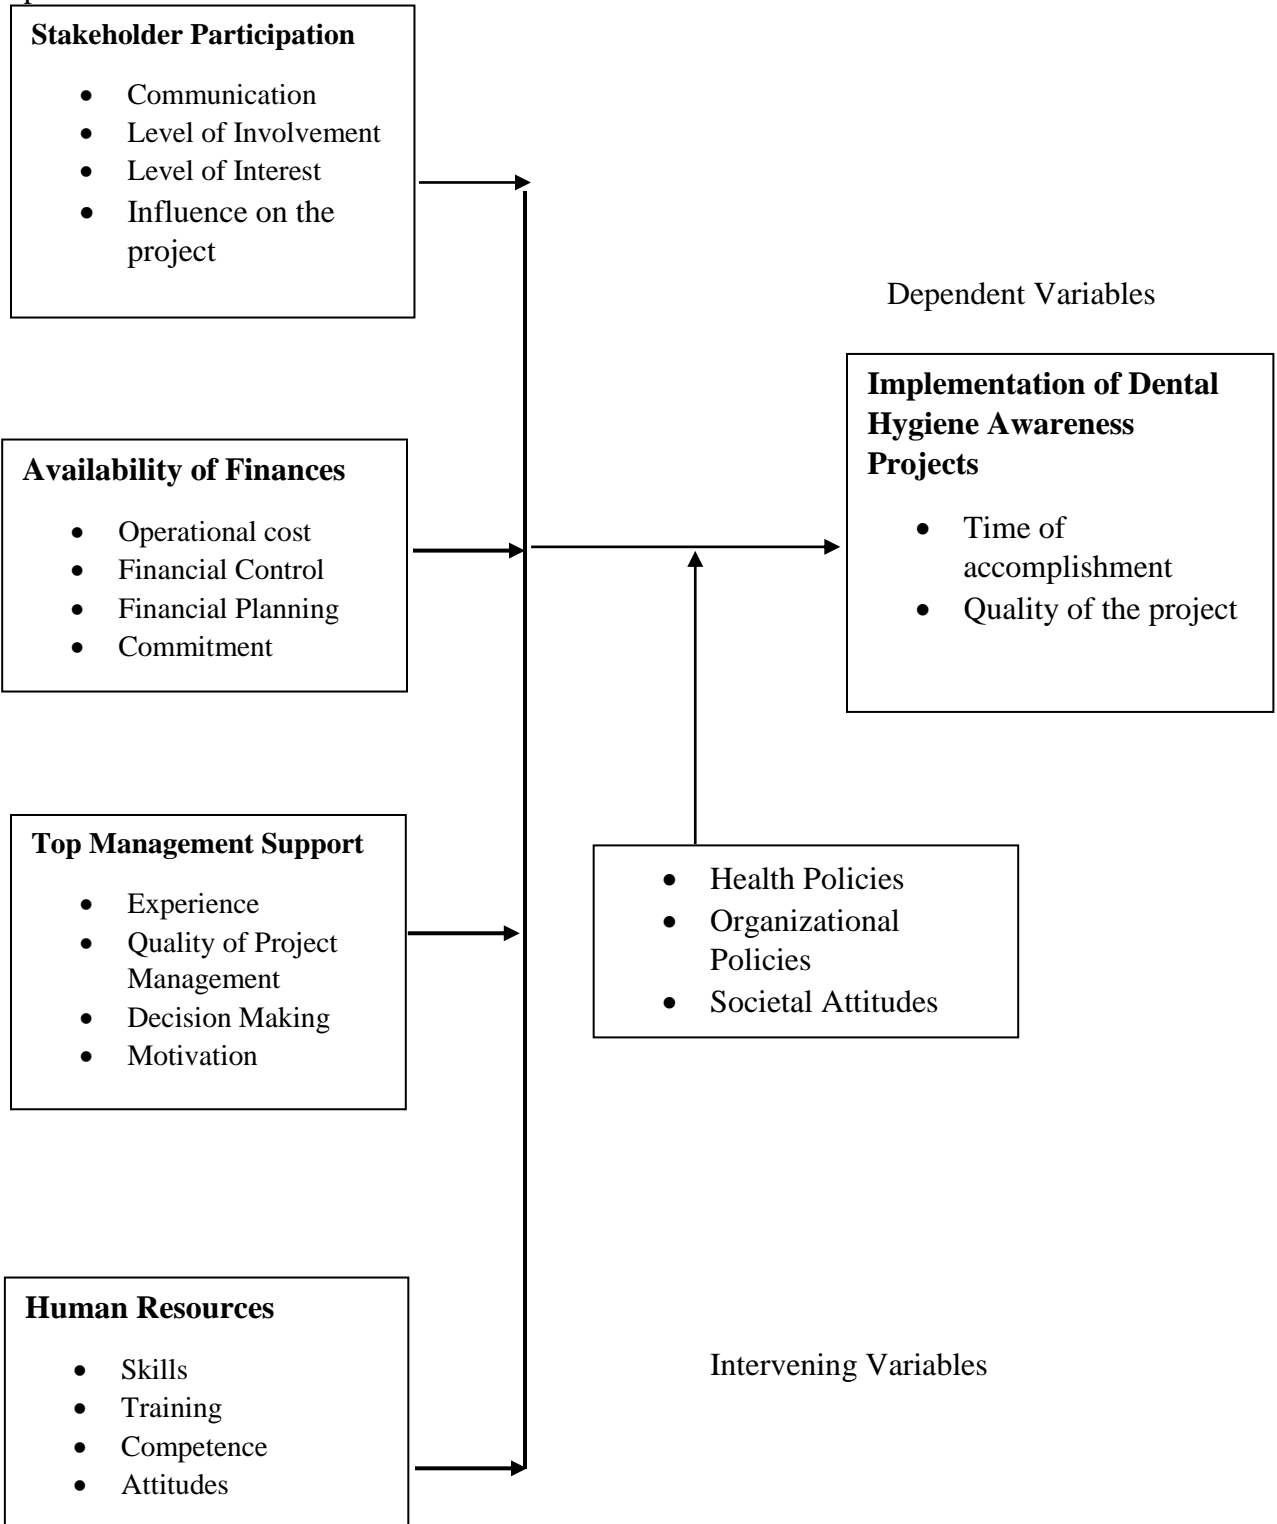 Stakeholder Participation
• Communication
• Level of Involvement
• Level of Interest
• Influence on the
project
Dependent Variables
Implementation of Dental
Hygiene Awareness
Projects
• Time of
accomplishment
• Quality of the project
Availability of Finances
• Operational cost
• Financial Control
• Financial Planning
• Commitment
Top Management Support
• Experience
• Quality of Project
Management
• Decision Making
• Motivation
• Health Policies
• Organizational
Policies
• Societal Attitudes
Human Resources
• Skills
• Training
• Competence
• Attitudes
Intervening Variables